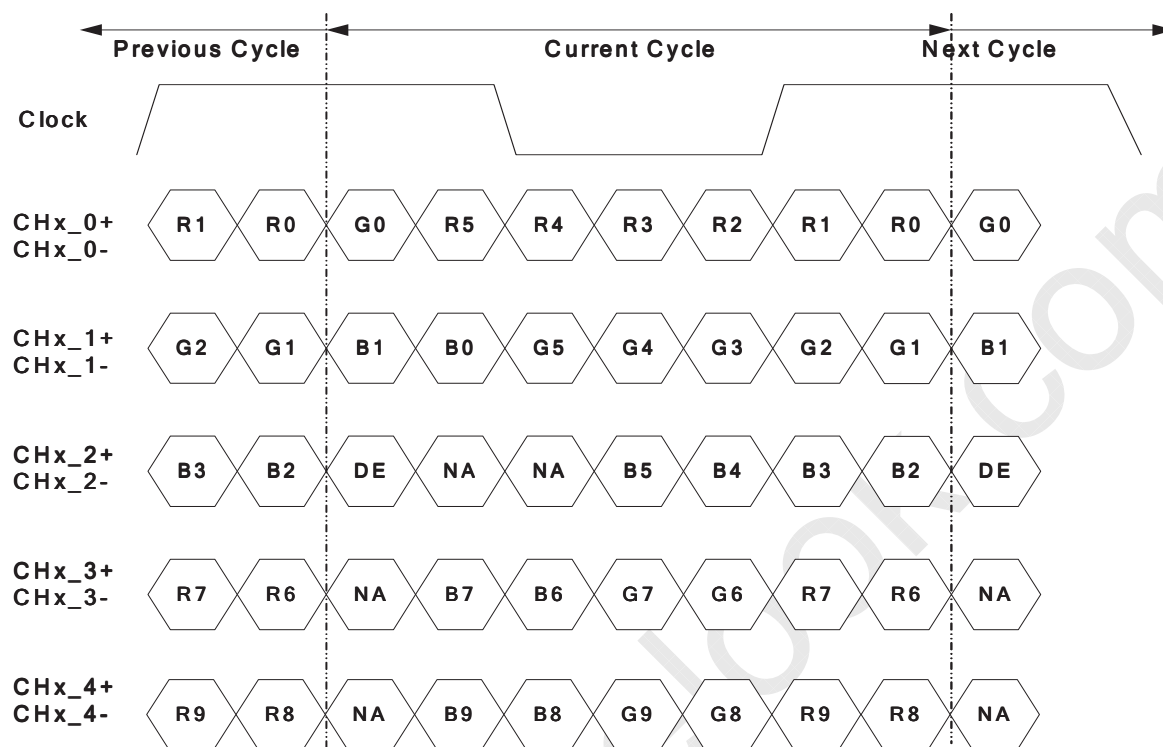 Previous Cycle Current Cycle Next Cycle
Clock
CHx_0+
CHx_0-
R1 R0 G0 R5 R4 R3 R2 R1 R0 G0
CHx_1+
CHx_1-
G2 G1 B1 B0 G5 G4 G3 G2 G1 B1
CHx_2+
CHx_2-
B3 B2 DE NA NA B5 B4 B3 B2 DE
CHx_3+
CHx_3-
R7 R6 NA B7 B6 G7 G6 R7 R6 NA
CHx_4+
CHx_4-
R9 R8 NA B9 B8 G9 G8 R9 R8 NA